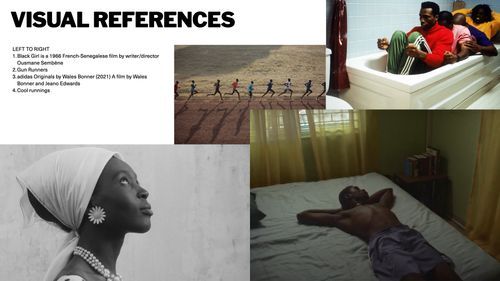 VISUAL REFERENCES
LEFT TO RIGHT
1. Black Girl is a 1966 French-Senegalese film by writer/director
Ousmane Sembène
2. Gun Runners
3. adidas Originals by Wales Bonner (2021) A film by Wales
Bonner and Jeano Edwards
4. Cool runnings